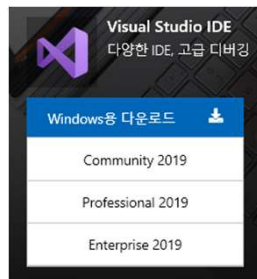 Visual Studio IDE
다양한 IDE, 고급 디버깅
Windows용 다운로드
Community 2019
Professional 2019
Enterprise 2019